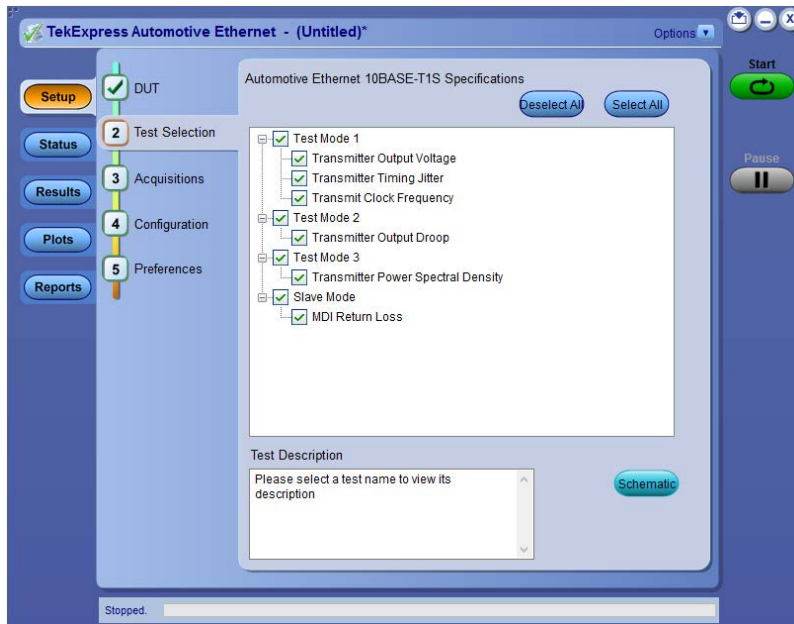 TekExpress Automotive Ethernet - (Untitled)*
Options
Start
Pause
Setup
Status
Results
Plots
Reports
DUT
2 Test Selection
3 Acquisitions
4 Configuration
5 Preferences
Automotive Ethernet 10BASE-T1S Specifications
Deselect All
Select All
Test Mode 1
Transmitter Output Voltage
Transmitter Timing Jitter
Transmit Clock Frequency
Test Mode 2
Transmitter Output Droop
Test Mode 3
Transmitter Power Spectral Density
Slave Mode
MDI Return Loss
Test Description
Please select a test name to view its
description
Schematic
Stopped.